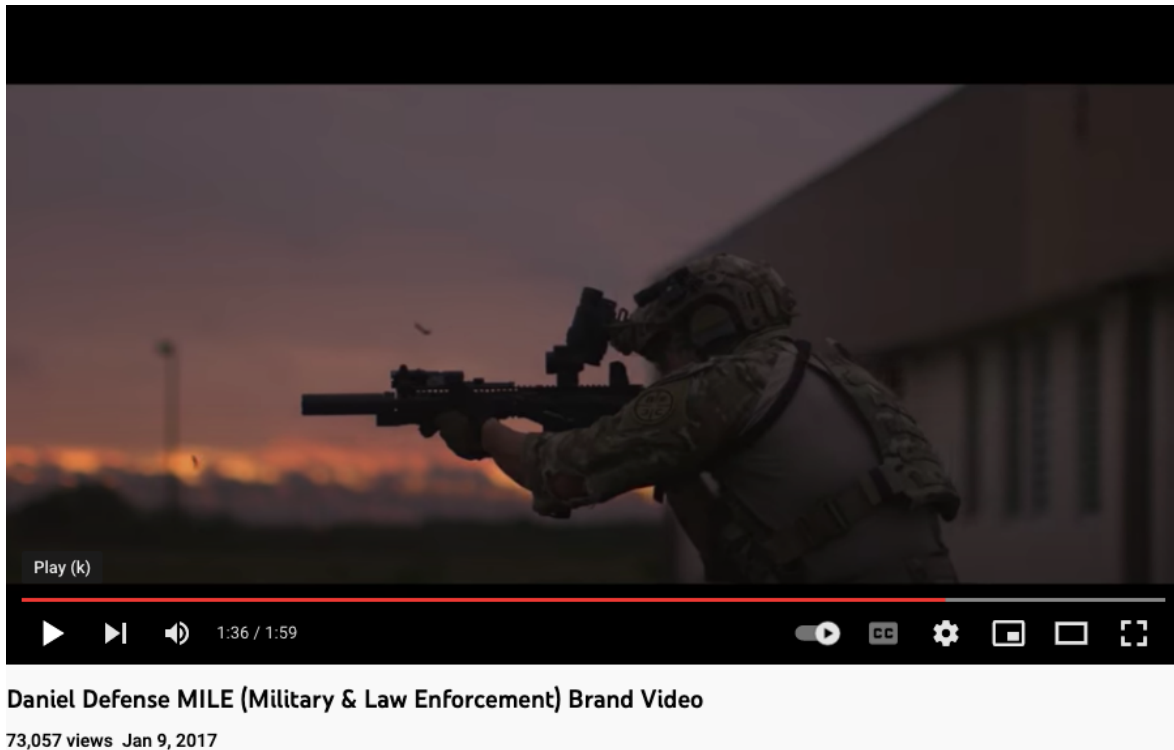 Play (k)
1:36 / 1:59
CC
Daniel Defense MILE (Military & Law Enforcement) Brand Video
73,057 views Jan 9, 2017